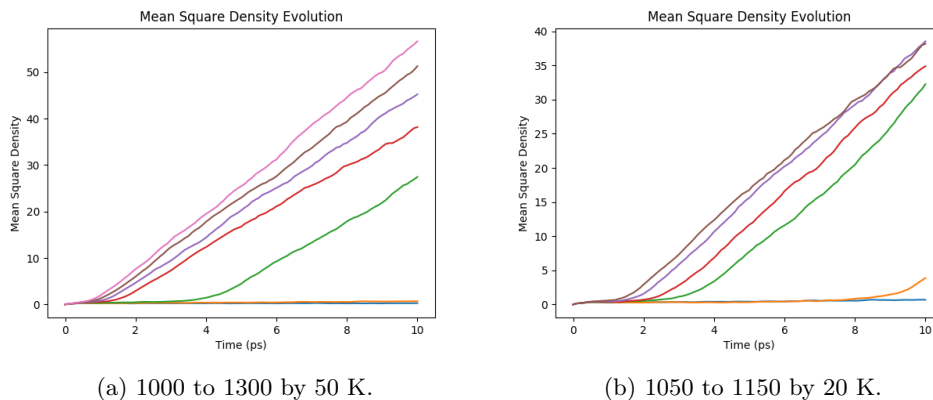 Mean Square Density Evolution
Mean Square Density
50
40
30
20
10
0
0 2 4 6 8 10
Time (ps)
(a) 1000 to 1300 by 50 K.
Mean Square Density Evolution
Mean Square Density
40
35
30
25
20
15
10
5
0
0 2 4 6 8 10
Time (ps)
(b) 1050 to 1150 by 20 K.